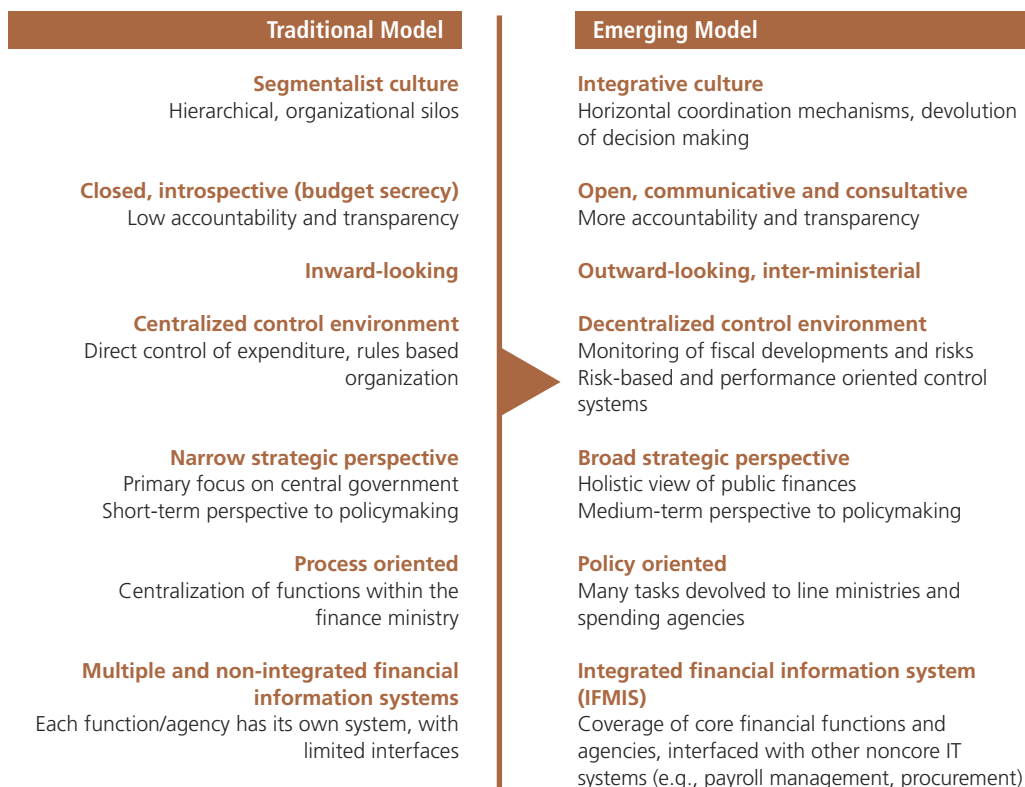 Traditional Model
Emerging Model
Segmentalist culture
Hierarchical, organizational silos
Integrative culture
Horizontal coordination mechanisms, devolution
of decision making
Closed, introspective (budget secrecy)
Low accountability and transparency
Open, communicative and consultative
More accountability and transparency
Inward-looking
Outward-looking, inter-ministerial
Centralized control environment
Direct control of expenditure, rules based
organization
Decentralized control environment
Monitoring of fiscal developments and risks
Risk-based and performance oriented control
systems
Narrow strategic perspective
Primary focus on central government
Short-term perspective to policymaking
Broad strategic perspective
Holistic view of public finances
Medium-term perspective to policymaking
Process oriented
Centralization of functions within the
finance ministry
Policy oriented
Many tasks devolved to line ministries and
spending agencies
Multiple and non-integrated financial
information systems
Each function/agency has its own system, with
limited interfaces
Integrated financial information system
(IFMIS)
Coverage of core financial functions and
agencies, interfaced with other noncore IT
systems (e.g., payroll management, procurement)